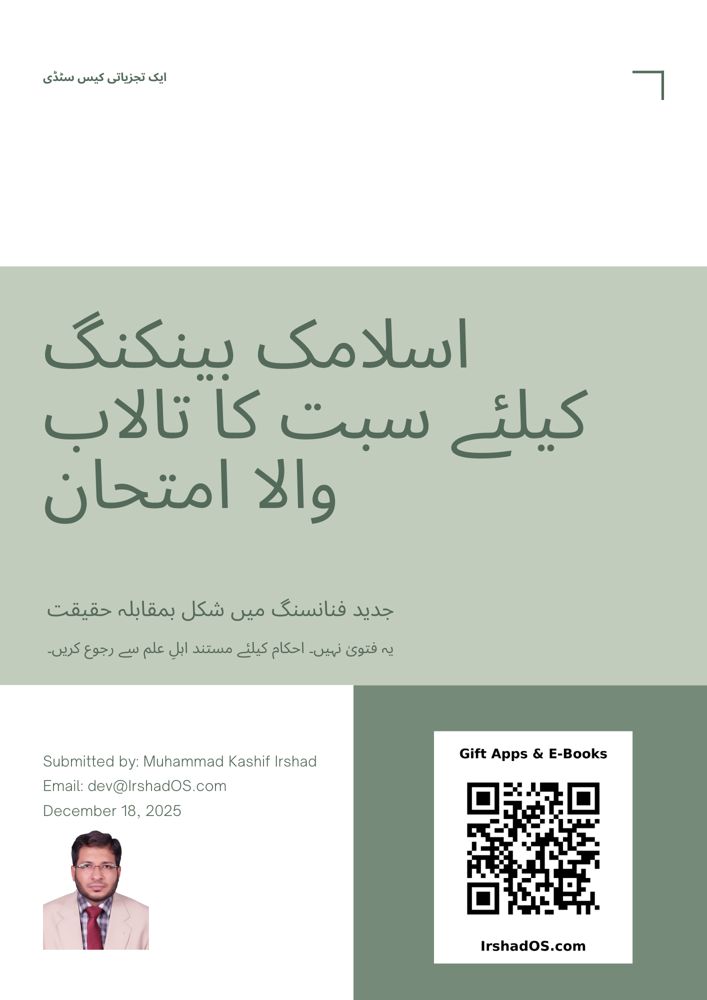 ایک تجزیاتی کیس سٹڈی
اسلامک بینکنگ
کیلئے سبت کا تالاب
والا امتحان
جدید فنانسنگ میں شکل بمقابلہ حقیقت
یہ فتویٰ نہیں۔ احکام کیلئے مستند اہلِ علم سے رجوع کریں۔
Submitted by: Muhammad Kashif Irshad
Email: dev@IrshadOS.com
December 18, 2025
Gift Apps & E-Books
IrshadOS.com